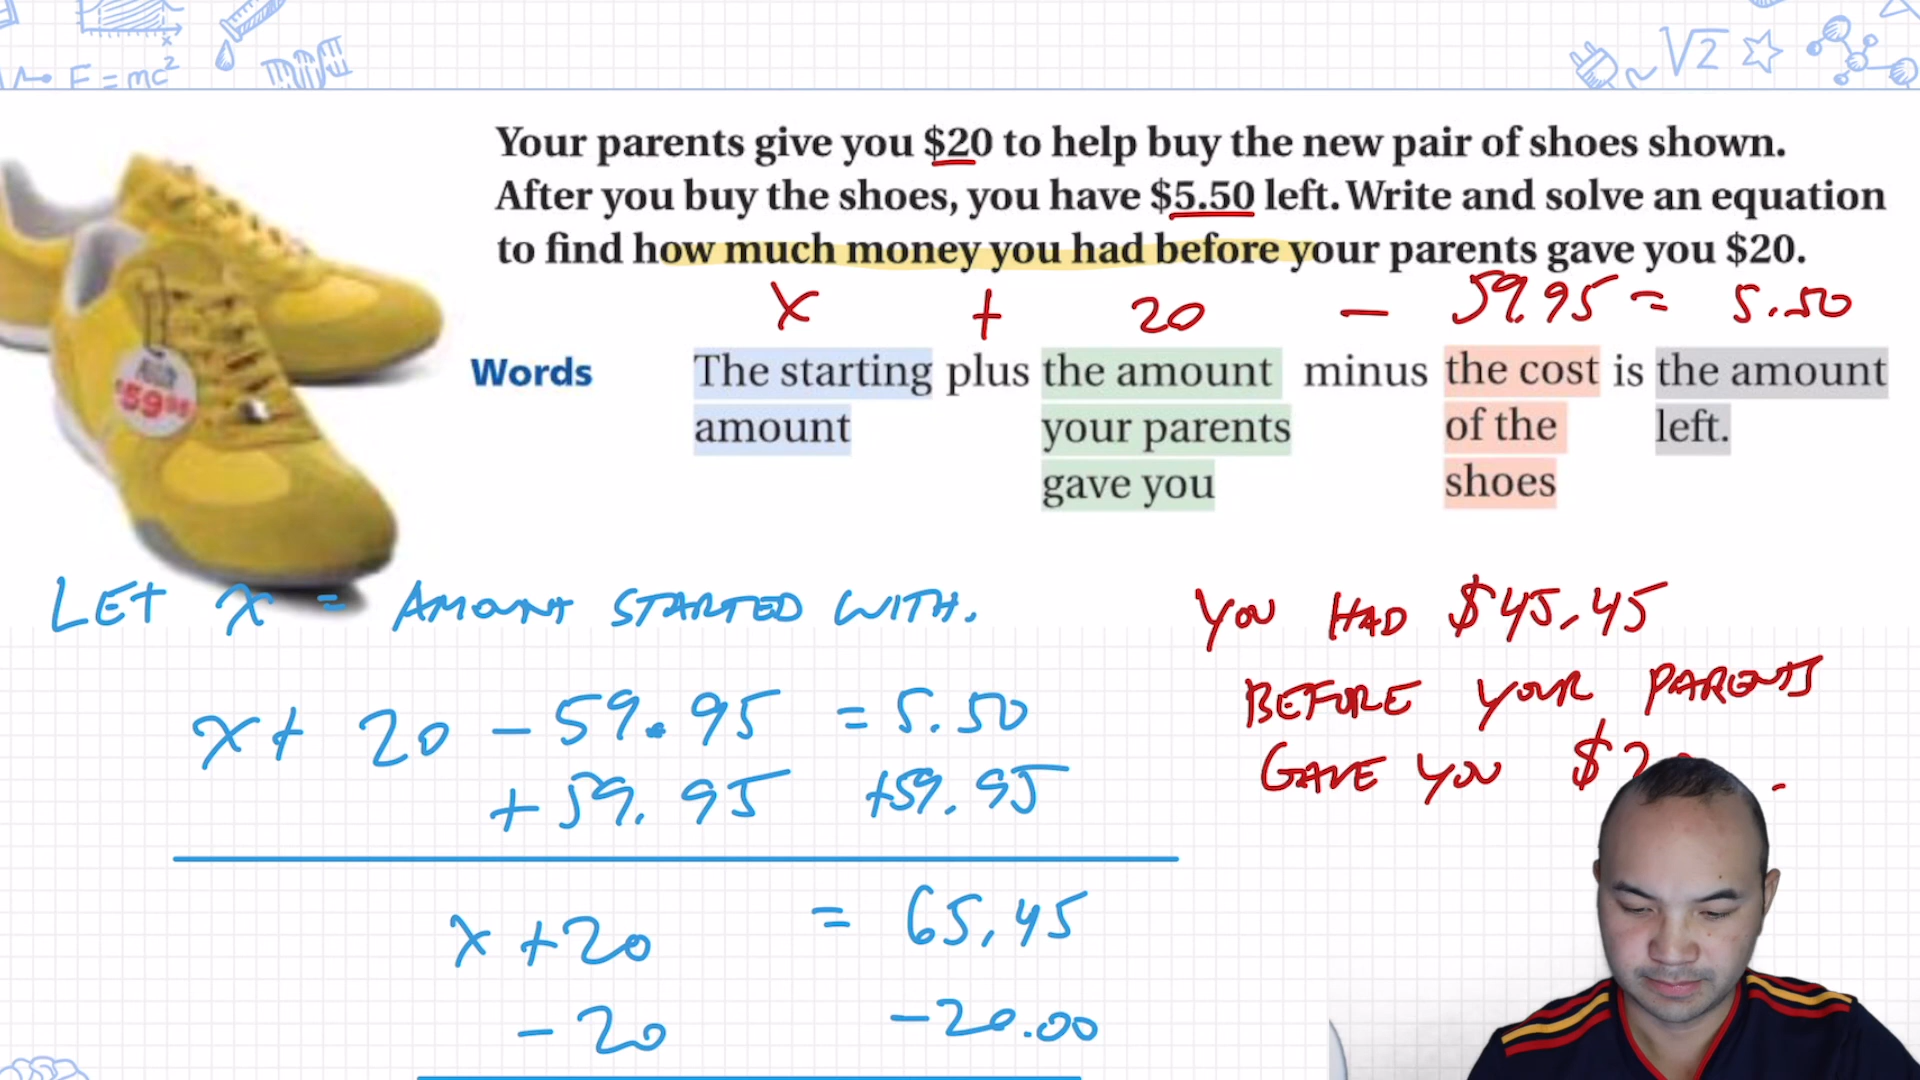 F = mc²
√2
Your parents give you $20 to help buy the new pair of shoes shown.
After you buy the shoes, you have $5.50 left. Write and solve an equation
to find how much money you had before your parents gave you $20.
x + 20 - 59.95 = 5.50
Words The starting plus the amount minus the cost is the amount
amount your parents of the left.
gave you shoes
$59⁹⁵
LET x = AMOUNT STARTED WITH.
x + 20 - 59.95 = 5.50
+59.95 +59.95
x + 20 = 65.45
- 20 - 20.00
YOU HAD $45.45
BEFORE YOUR PARENTS
GAVE YOU